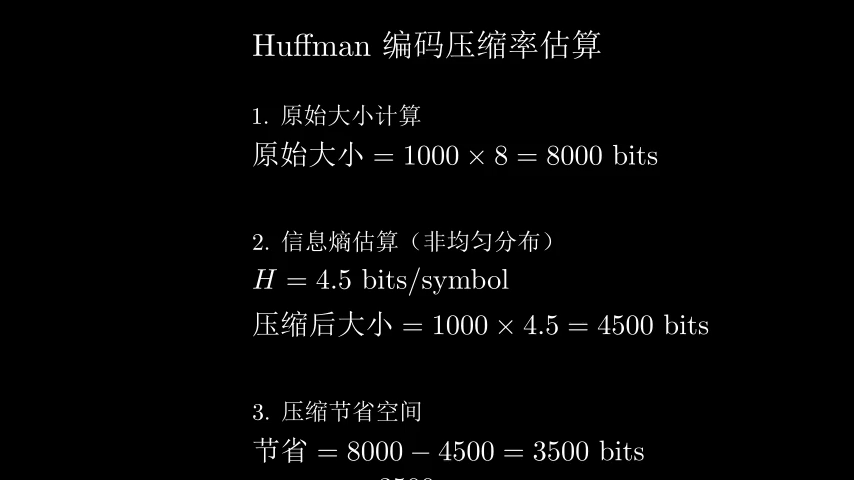 Huffman 编码压缩率估算
1. 原始大小计算
原始大小 = 1000 × 8 = 8000 bits
2. 信息熵估算（非均匀分布）
H = 4.5 bits/symbol
压缩后大小 = 1000 × 4.5 = 4500 bits
3. 压缩节省空间
节省 = 8000 − 4500 = 3500 bits